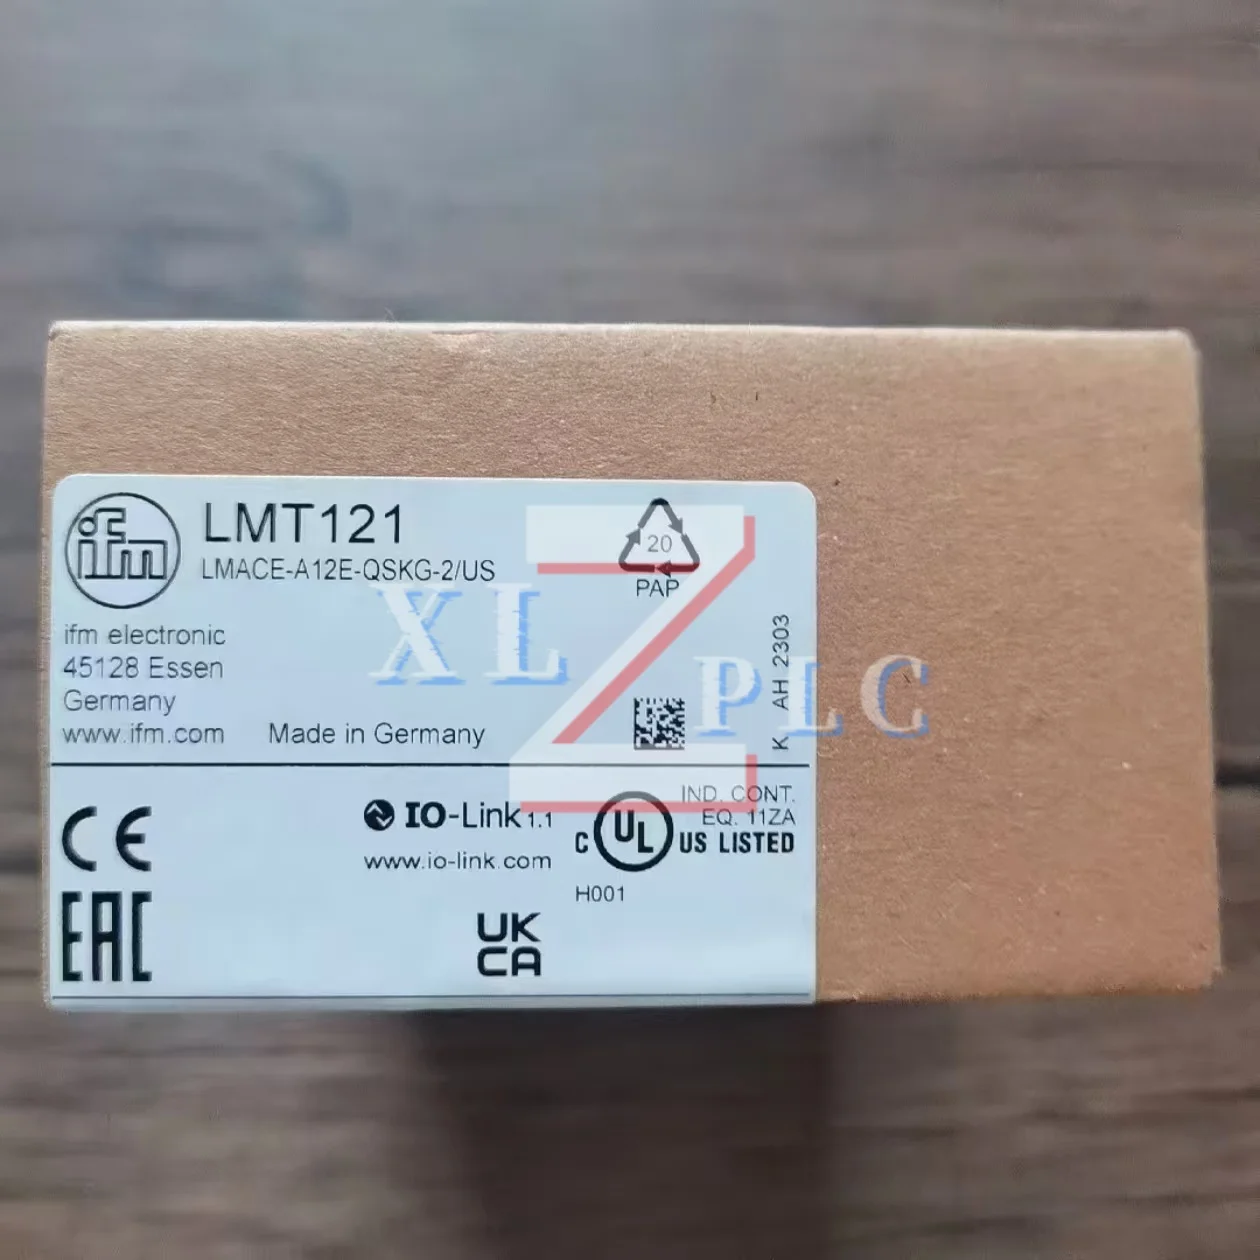 ifm
LMT121
LMACE-A12E-QSKG-2/US
ifm electronic
45128 Essen
Germany
www.ifm.com
Made in Germany
20
PAP
K AH 2303
XLZPLC
CE
EAC
IO-Link 1.1
www.io-link.com
UK
CA
C UL US LISTED
IND. CONT.
EQ. 11ZA
H001